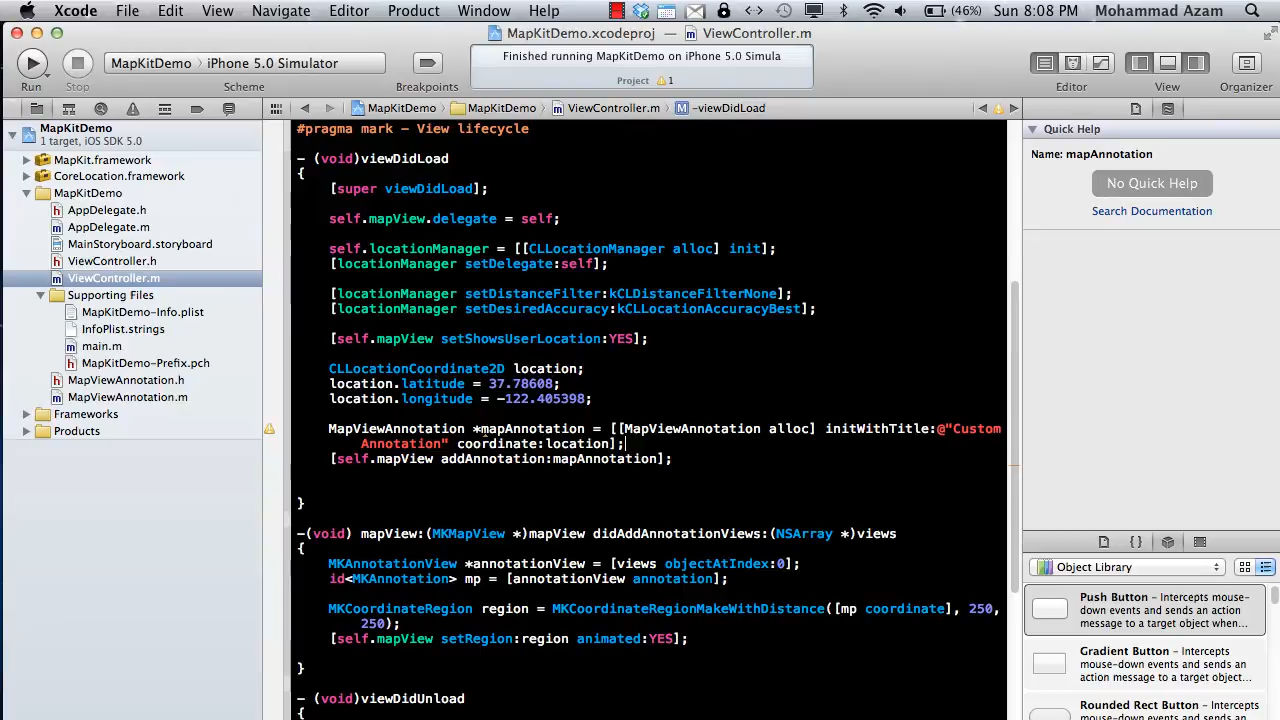 Xcode File Edit View Navigate Editor Product Window Help (46%) Sun 8:08 PM Mohammad Azam
MapKitDemo.xcodeproj — ViewController.m
MapKitDemo iPhone 5.0 Simulator
Finished running MapKitDemo on iPhone 5.0 Simula
Project 1
Run Stop Scheme Breakpoints Editor View Organizer
MapKitDemo MapKitDemo ViewController.m M -viewDidLoad
MapKitDemo
1 target, iOS SDK 5.0
MapKit.framework
CoreLocation.framework
MapKitDemo
h AppDelegate.h
m AppDelegate.m
MainStoryboard.storyboard
h ViewController.h
m ViewController.m
Supporting Files
MapKitDemo-Info.plist
InfoPlist.strings
m main.m
h MapKitDemo-Prefix.pch
h MapViewAnnotation.h
m MapViewAnnotation.m
Frameworks
Products
#pragma mark - View lifecycle
- (void)viewDidLoad
{
[super viewDidLoad];
self.mapView.delegate = self;
self.locationManager = [[CLLocationManager alloc] init];
[locationManager setDelegate:self];
[locationManager setDistanceFilter:kCLDistanceFilterNone];
[locationManager setDesiredAccuracy:kCLLocationAccuracyBest];
[self.mapView setShowsUserLocation:YES];
CLLocationCoordinate2D location;
location.latitude = 37.78608;
location.longitude = -122.405398;
MapViewAnnotation *mapAnnotation = [[MapViewAnnotation alloc] initWithTitle:@"Custom
Annotation" coordinate:location];
[self.mapView addAnnotation:mapAnnotation];
}
-(void) mapView:(MKMapView *)mapView didAddAnnotationViews:(NSArray *)views
{
MKAnnotationView *annotationView = [views objectAtIndex:0];
id<MKAnnotation> mp = [annotationView annotation];
MKCoordinateRegion region = MKCoordinateRegionMakeWithDistance([mp coordinate], 250,
250);
[self.mapView setRegion:region animated:YES];
}
- (void)viewDidUnload
{
Quick Help
Name: mapAnnotation
No Quick Help
Search Documentation
{ }
Object Library
Push Button - Intercepts mouse-
down events and sends an action
message to a target object when...
Gradient Button - Intercepts
mouse-down events and sends an
action message to a target object...
Rounded Rect Button - Intercepts